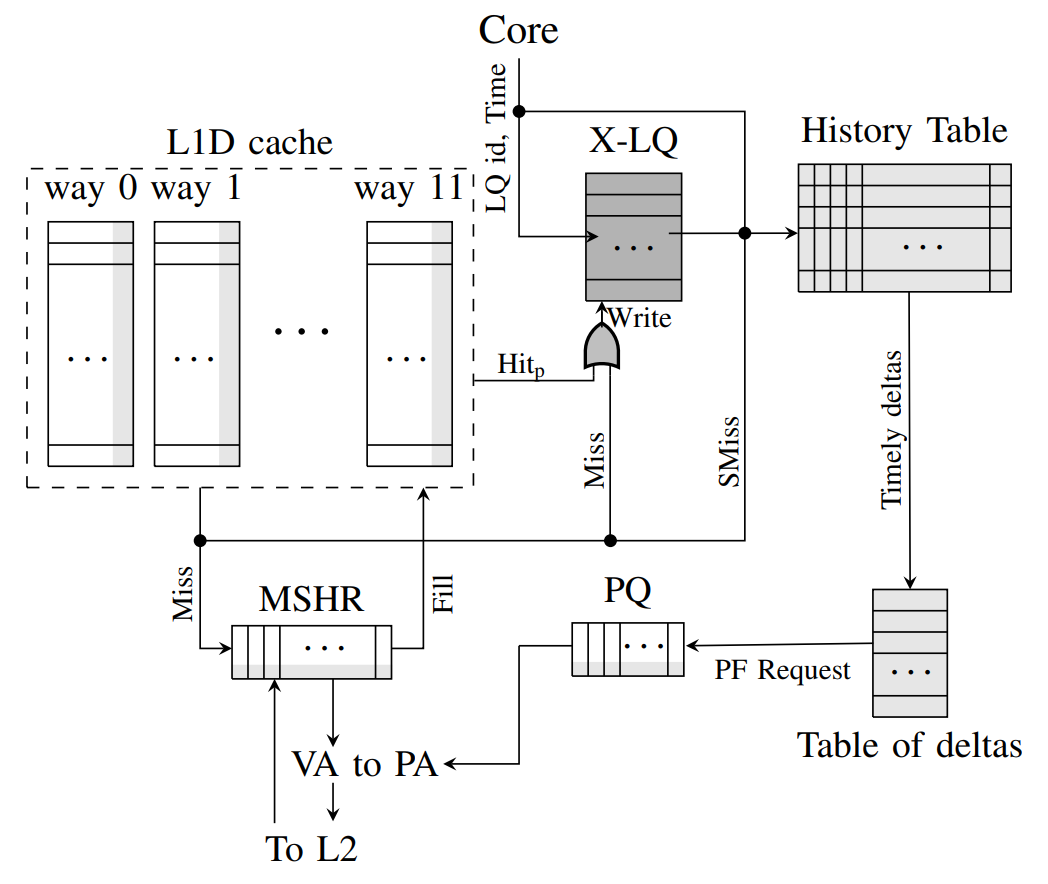 Core
LQ id, Time
X-LQ
History Table
L1D cache
way 0 way 1 way 11
...
...
...
...
...
...
Write
Hitp
Miss
SMiss
Timely deltas
Miss
MSHR
...
Fill
PQ
...
PF Request
...
Table of deltas
VA to PA
To L2